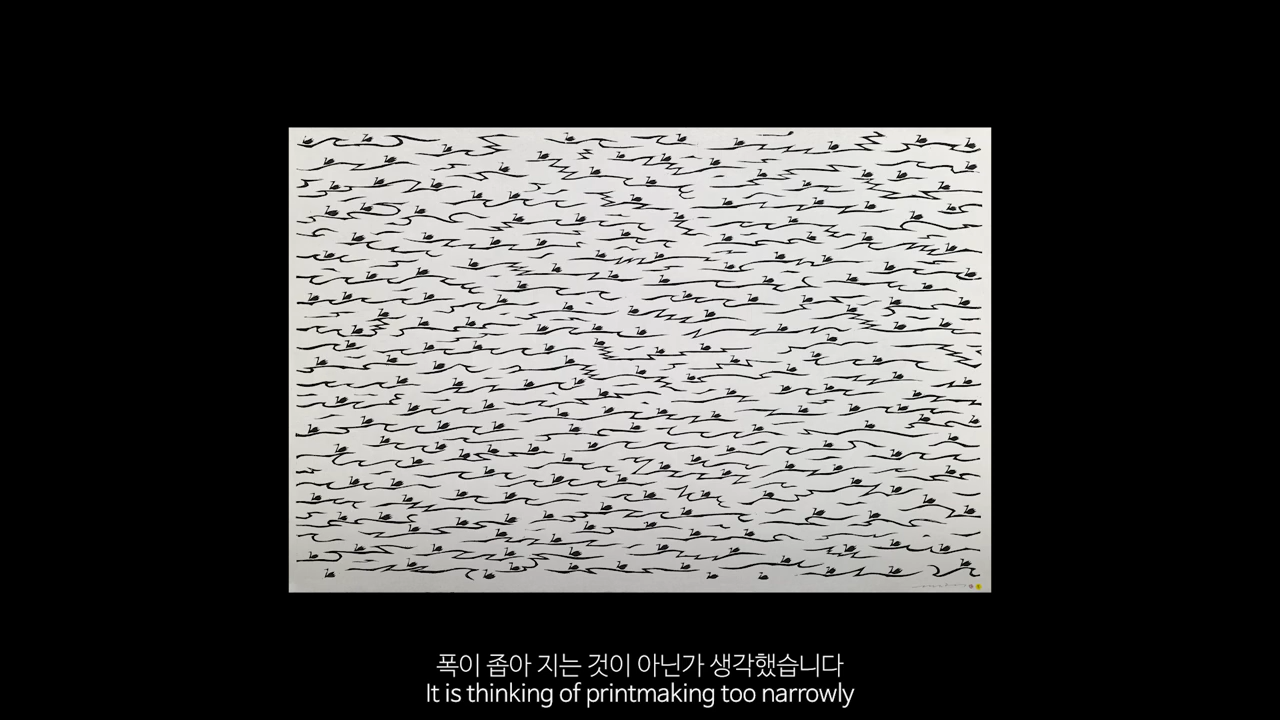 폭이 좁아 지는 것이 아닌가 생각했습니다
It is thinking of printmaking too narrowly